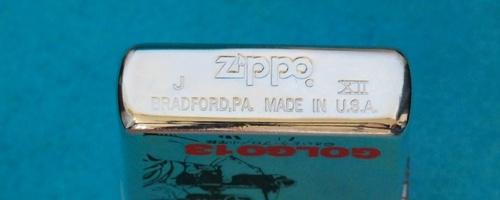 zippo
J XII
BRADFORD,PA. MADE IN U.S.A.
GOLGO13